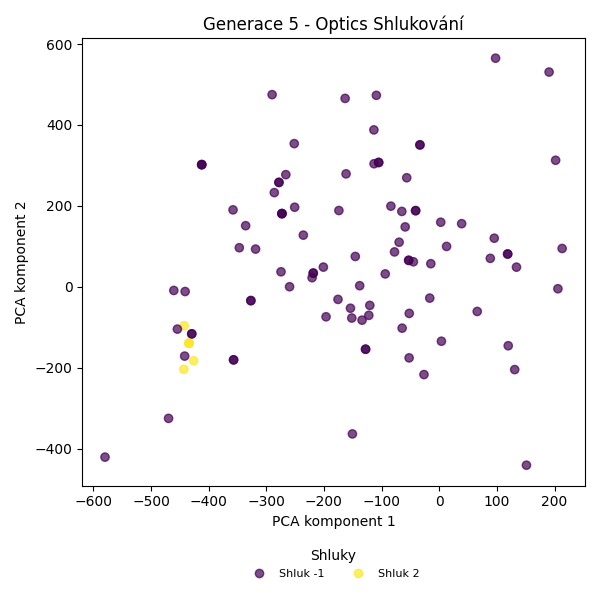 Generace 5 - Optics Shlukování
600
400
200
0
−200
−400
PCA komponent 2
−600
−500
−400
−300
−200
−100
0
100
200
PCA komponent 1
Shluky
Shluk -1
Shluk 2